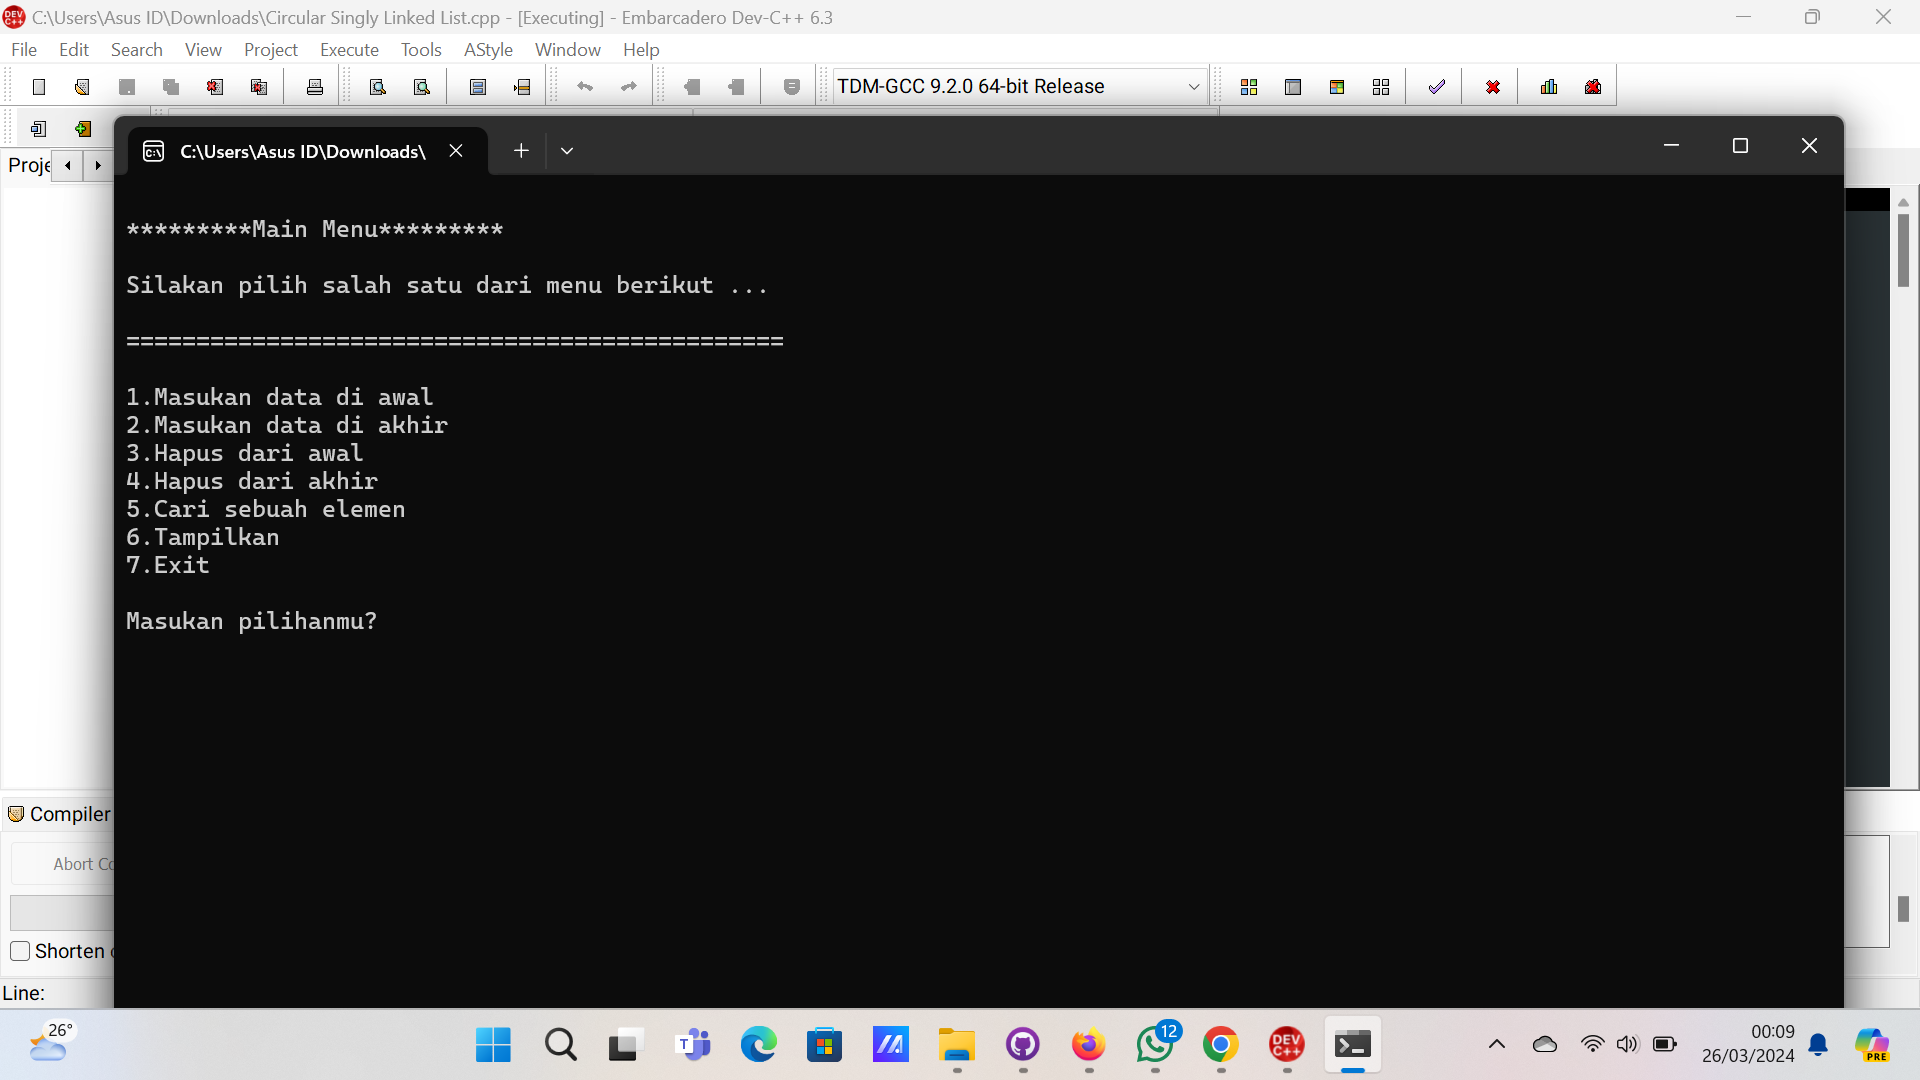 C:\Users\Asus ID\Downloads\Circular Singly Linked List.cpp - [Executing] - Embarcadero Dev-C++ 6.3
File Edit Search View Project Execute Tools AStyle Window Help
TDM-GCC 9.2.0 64-bit Release
C:\Users\Asus ID\Downloads\
*********Main Menu*********
Silakan pilih salah satu dari menu berikut ...
===============================================
1.Masukan data di awal
2.Masukan data di akhir
3.Hapus dari awal
4.Hapus dari akhir
5.Cari sebuah elemen
6.Tampilkan
7.Exit
Masukan pilihanmu?
Compiler
Abort
Shorten
Line:
26°
12
DEV C++
00:09
26/03/2024
PRE